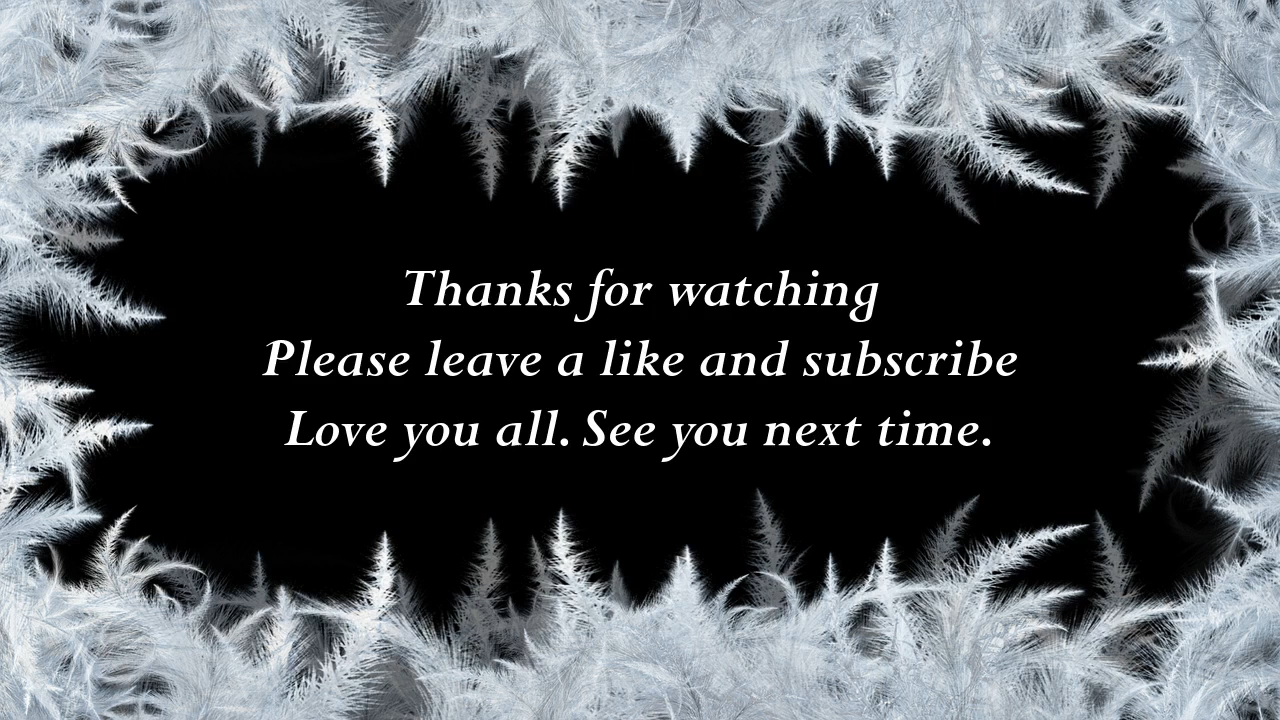 Thanks for watching
Please leave a like and subscribe
Love you all. See you next time.